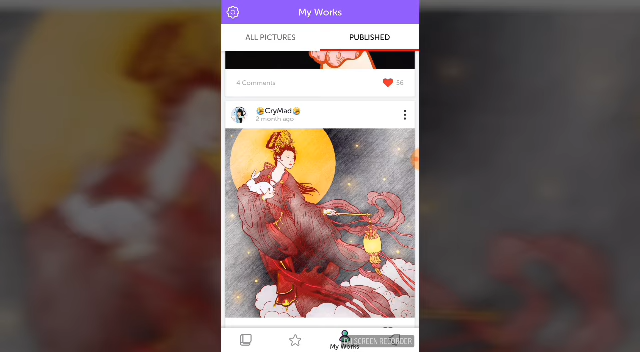 My Works
ALL PICTURES
PUBLISHED
4 Comments
56
CryMad
2 month ago
SCREEN RECORDER
My Works